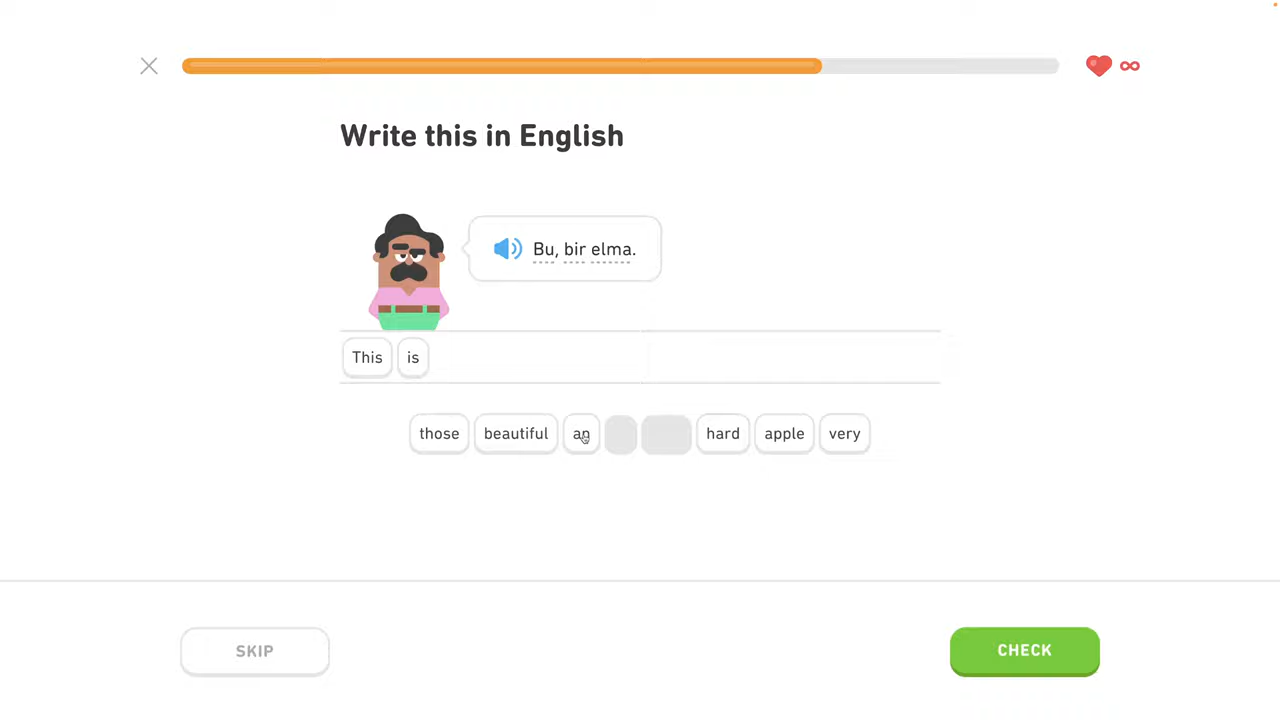 ∞
Write this in English
Bu, bir elma.
This is
those beautiful an hard apple very
SKIP CHECK